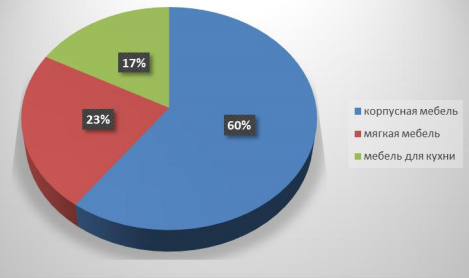 17%
23%
60%
корпусная мебель
мягкая мебель
мебель для кухни